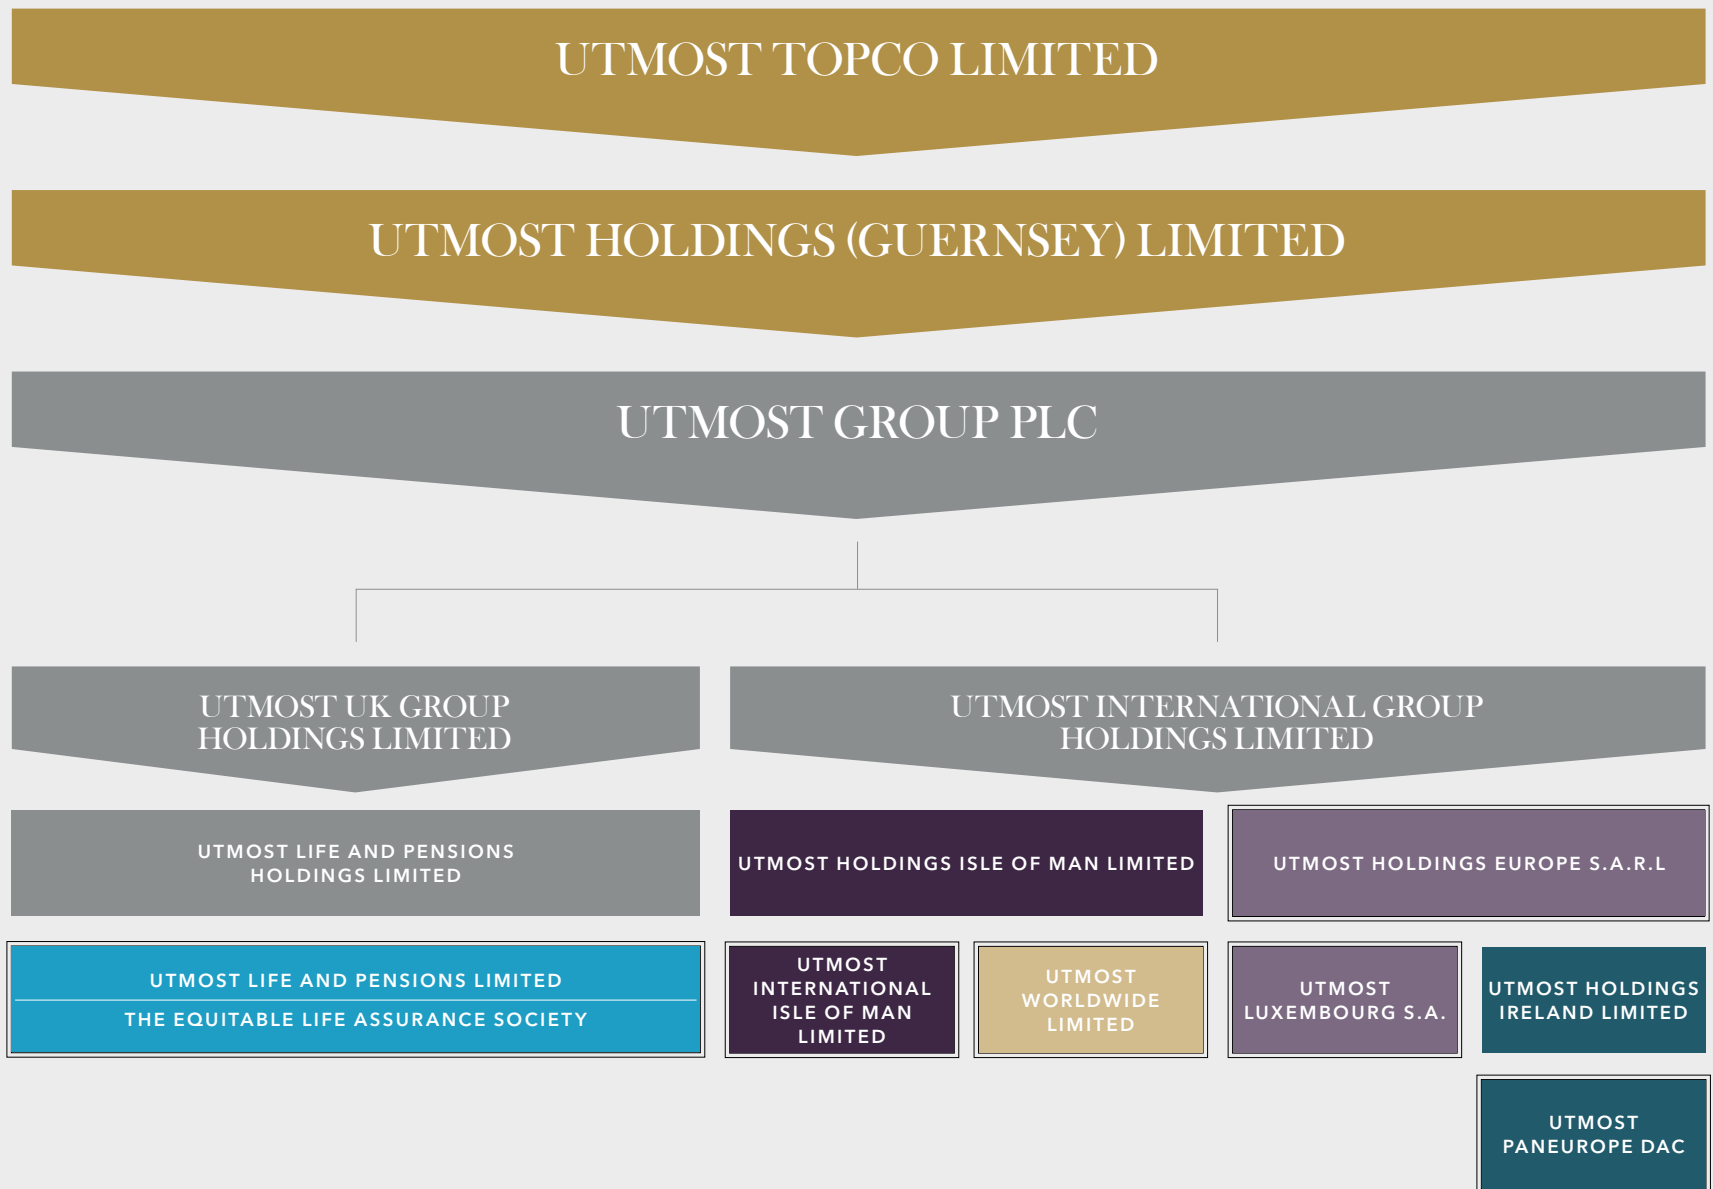 UTMOST TOPCO LIMITED
UTMOST HOLDINGS (GUERNSEY) LIMITED
UTMOST GROUP PLC
UTMOST UK GROUP
HOLDINGS LIMITED
UTMOST INTERNATIONAL GROUP
HOLDINGS LIMITED
UTMOST LIFE AND PENSIONS
HOLDINGS LIMITED
UTMOST HOLDINGS ISLE OF MAN LIMITED
UTMOST HOLDINGS EUROPE S.A.R.L
UTMOST LIFE AND PENSIONS LIMITED
THE EQUITABLE LIFE ASSURANCE SOCIETY
UTMOST
INTERNATIONAL
ISLE OF MAN
LIMITED
UTMOST
WORLDWIDE
LIMITED
UTMOST
LUXEMBOURG S.A.
UTMOST HOLDINGS
IRELAND LIMITED
UTMOST
PANEUROPE DAC